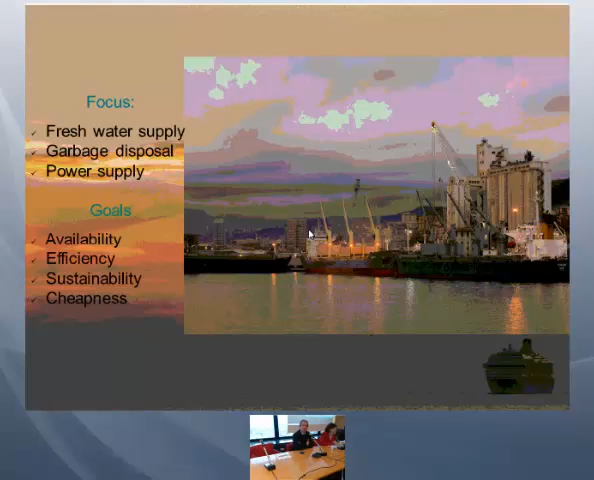 Focus:
✓ Fresh water supply
✓ Garbage disposal
✓ Power supply
Goals
✓ Availability
✓ Efficiency
✓ Sustainability
✓ Cheapness